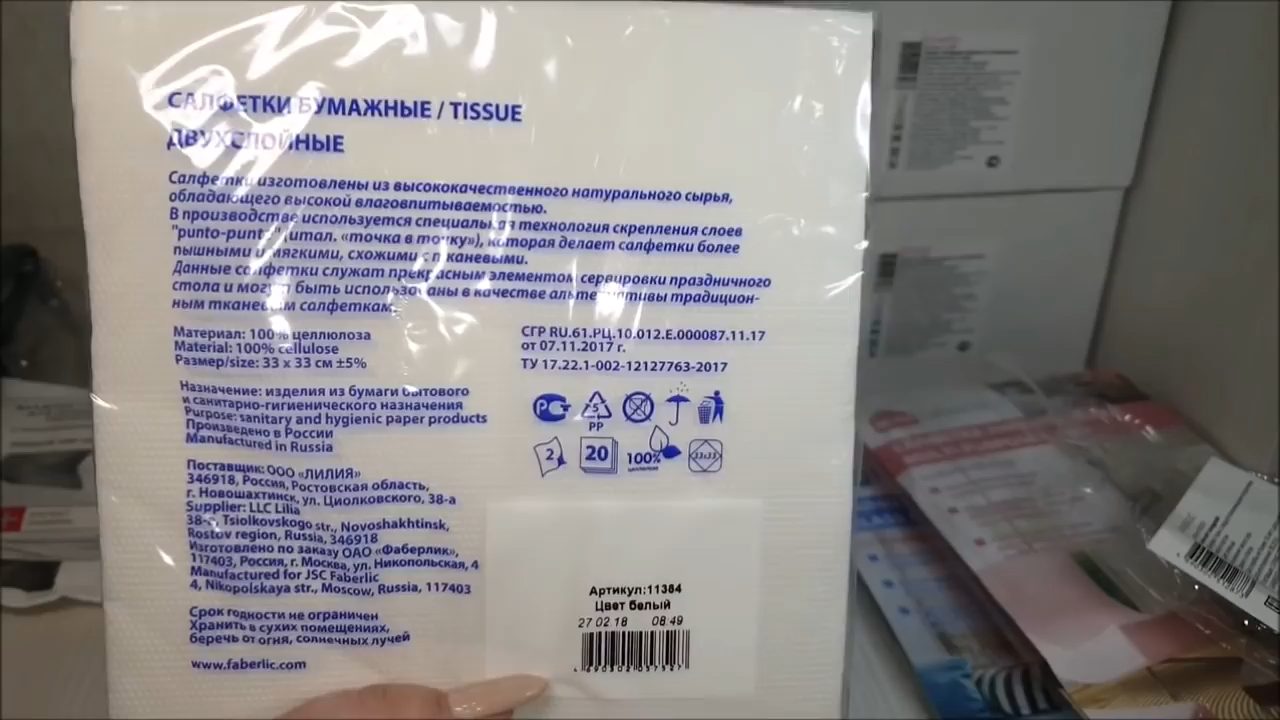 САЛФЕТКИ БУМАЖНЫЕ / TISSUE
ДВУХСЛОЙНЫЕ
Салфетки изготовлены из высококачественного натурального сырья,
обладающего высокой влаговпитываемостью.
В производстве используется специальная технология скрепления слоев
"punto-punto" (итал. «точка в точку»), которая делает салфетки более
пышными и мягкими, схожими с тканевыми.
Данные салфетки служат прекрасным элементом сервировки праздничного
стола и могут быть использованы в качестве альтернативы традицион-
ным тканевым салфеткам.
Материал: 100% целлюлоза
Material: 100% cellulose
Размер/size: 33 х 33 см ±5%
СГР RU.61.РЦ.10.012.Е.000087.11.17
от 07.11.2017 г.
ТУ 17.22.1-002-12127763-2017
Назначение: изделия из бумаги бытового
и санитарно-гигиенического назначения
Purpose: sanitary and hygienic paper products
Произведено в России
Manufactured in Russia
РСТ
5
PP
2
20
100%
целлюлоза
33x33
Поставщик: ООО «ЛИЛИЯ»
346918, Россия, Ростовская область,
г. Новошахтинск, ул. Циолковского, 38-а
Supplier: LLC Lilia
38-a, Tsiolkovskogo str., Novoshakhtinsk,
Rostov region, Russia, 346918
Изготовлено по заказу ОАО «Фаберлик»,
117403, Россия, г. Москва, ул. Никопольская, 4
Manufactured for JSC Faberlic
4, Nikopolskaya str., Moscow, Russia, 117403
Срок годности не ограничен
Хранить в сухих помещениях,
беречь от огня, солнечных лучей
www.faberlic.com
Артикул:11384
Цвет белый
27 02.18 08:49